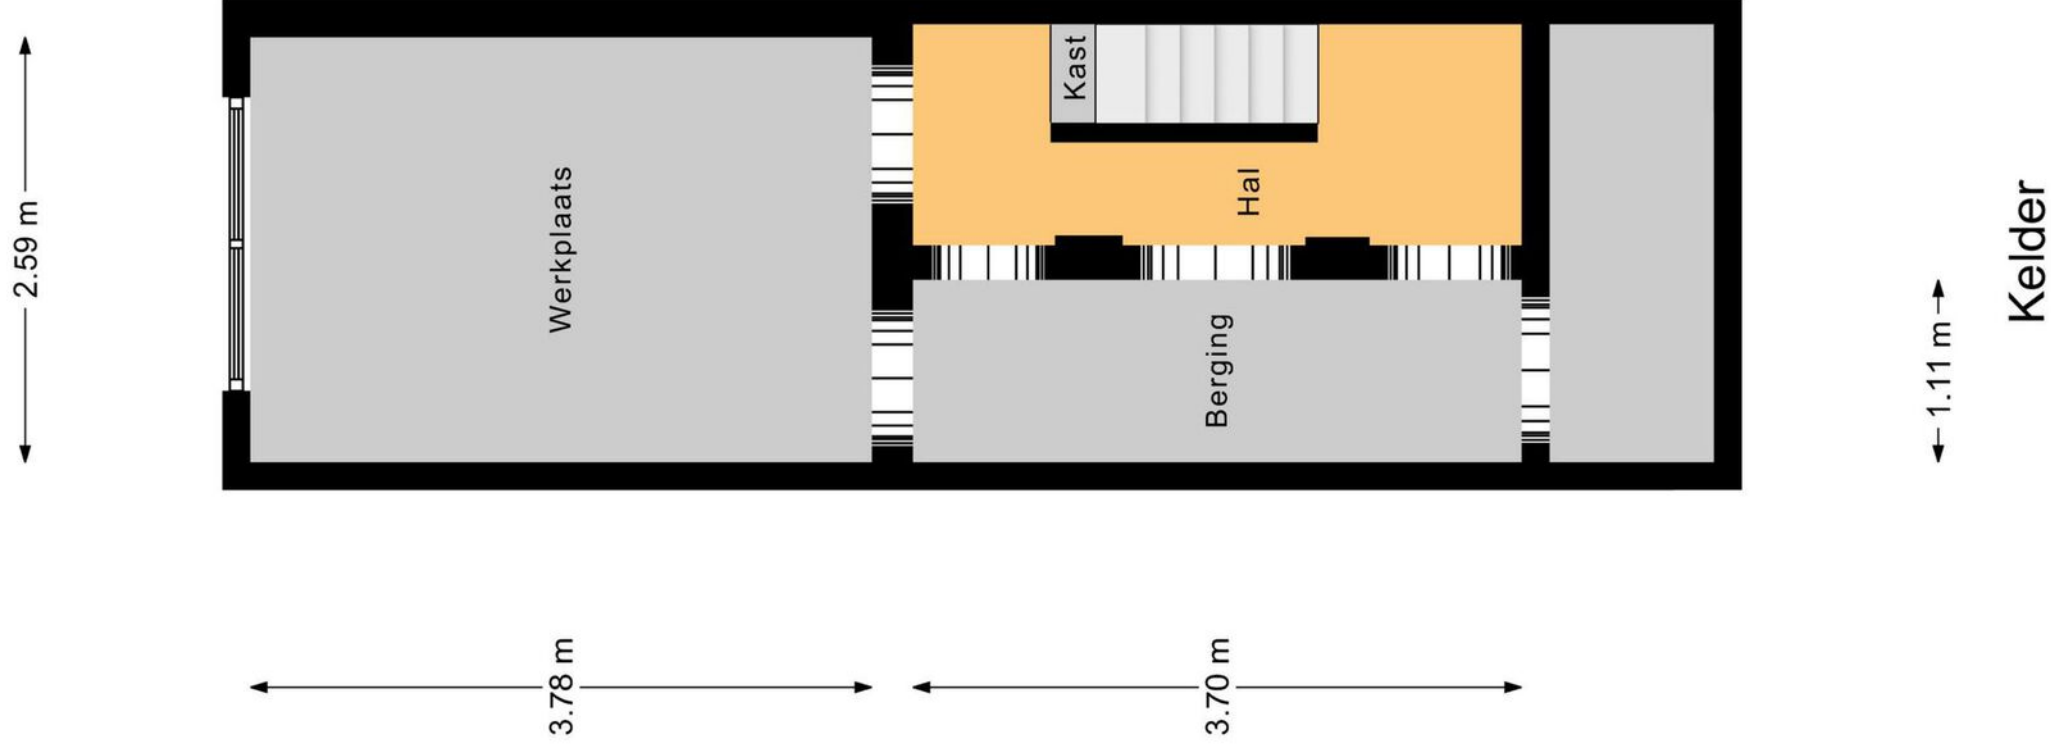 Kelder
2.59 m
Werkplaats
Kast
Hal
Berging
1.11 m
3.78 m
3.70 m